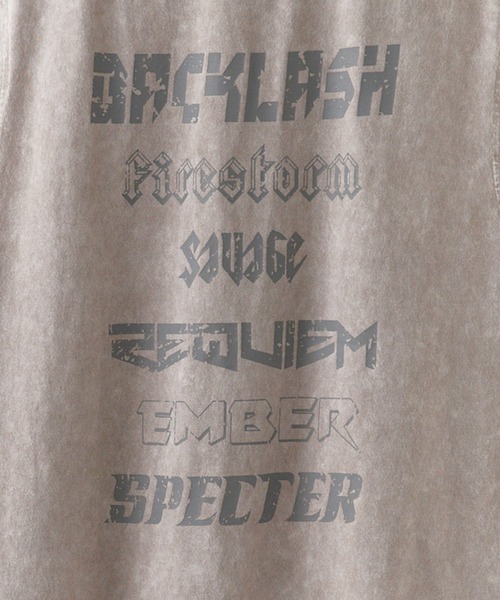 BACKLASH
Firestorm
SAVAGE
REQUIEM
EMBER
SPECTER